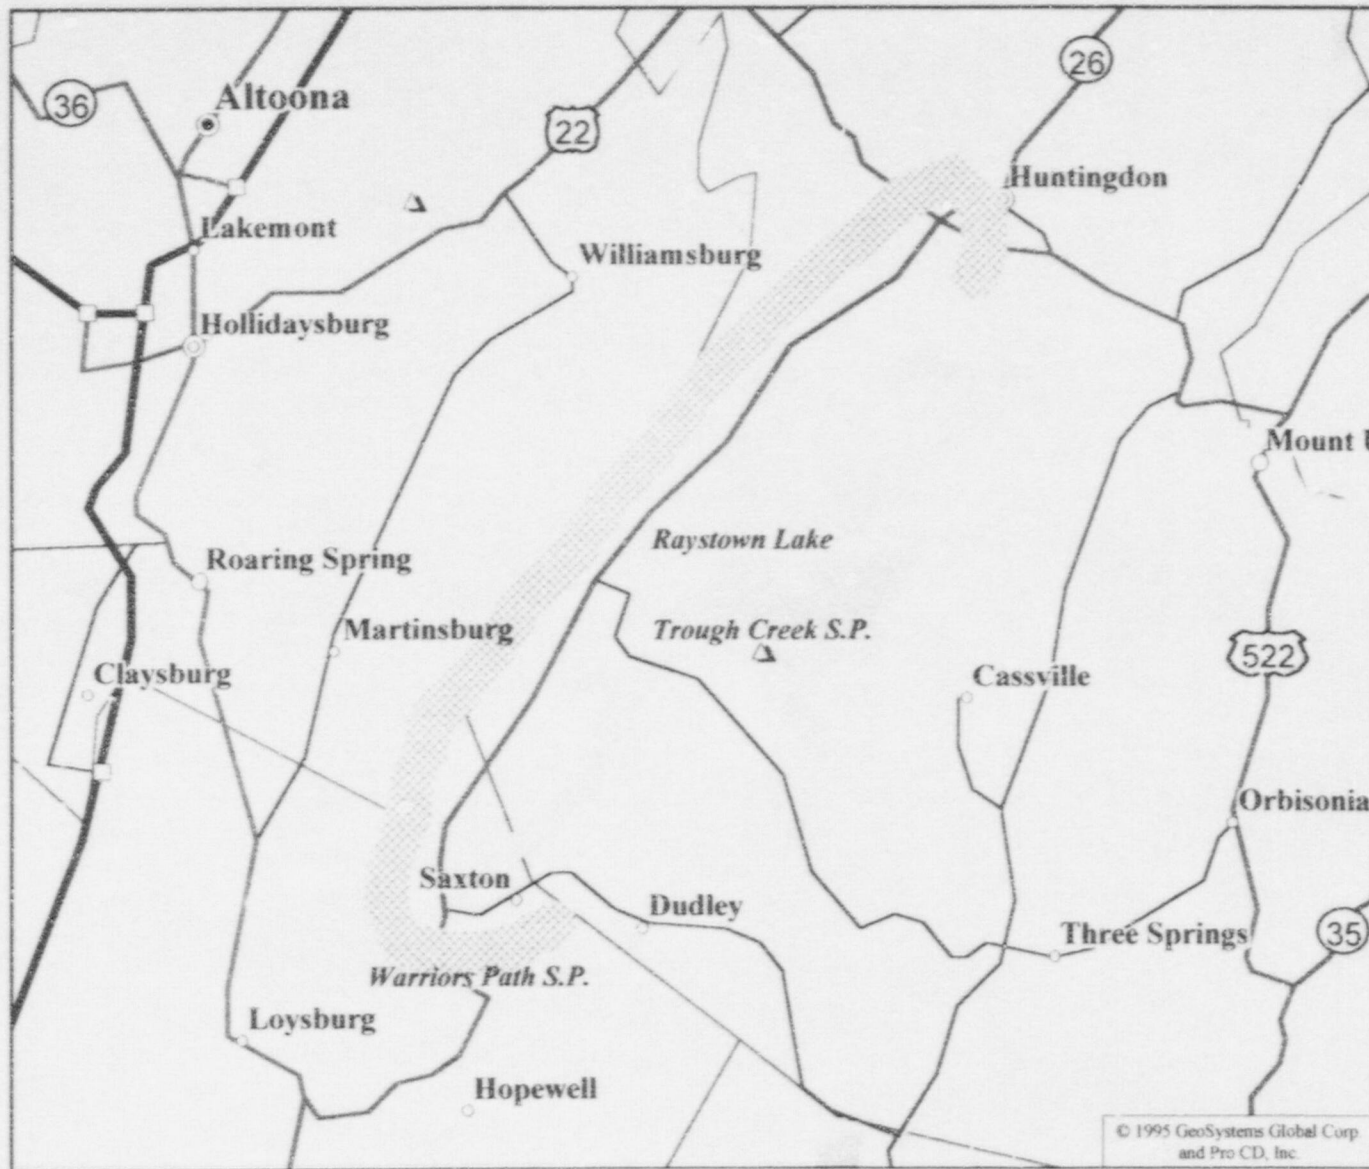 26
36
Altoona
22
Huntingdon
Lakemont
Williamsburg
Hollidaysburg
Mount
Raystown Lake
Roaring Spring
Martinsburg
Trough Creek S.P.
522
Claysburg
Cassville
Orbisonia
Saxton
Dudley
Three Springs
35
Warriors Path S.P.
Loysburg
Hopewell
© 1995 GeoSystems Global Corp
and Pro CD, Inc.